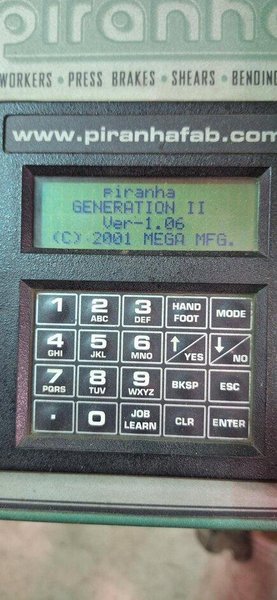 piranha
WORKERS • PRESS BRAKES • SHEARS • BENDING
www.piranhafab.com
piranha
GENERATION II
Ver-1.06
(C) 2001 MEGA MFG.
1 2 ABC 3 DEF HAND FOOT MODE
4 GHI 5 JKL 6 MNO ↑/YES ↓/NO
7 PQRS 8 TUV 9 WXYZ BKSP ESC
. 0 JOB LEARN CLR ENTER